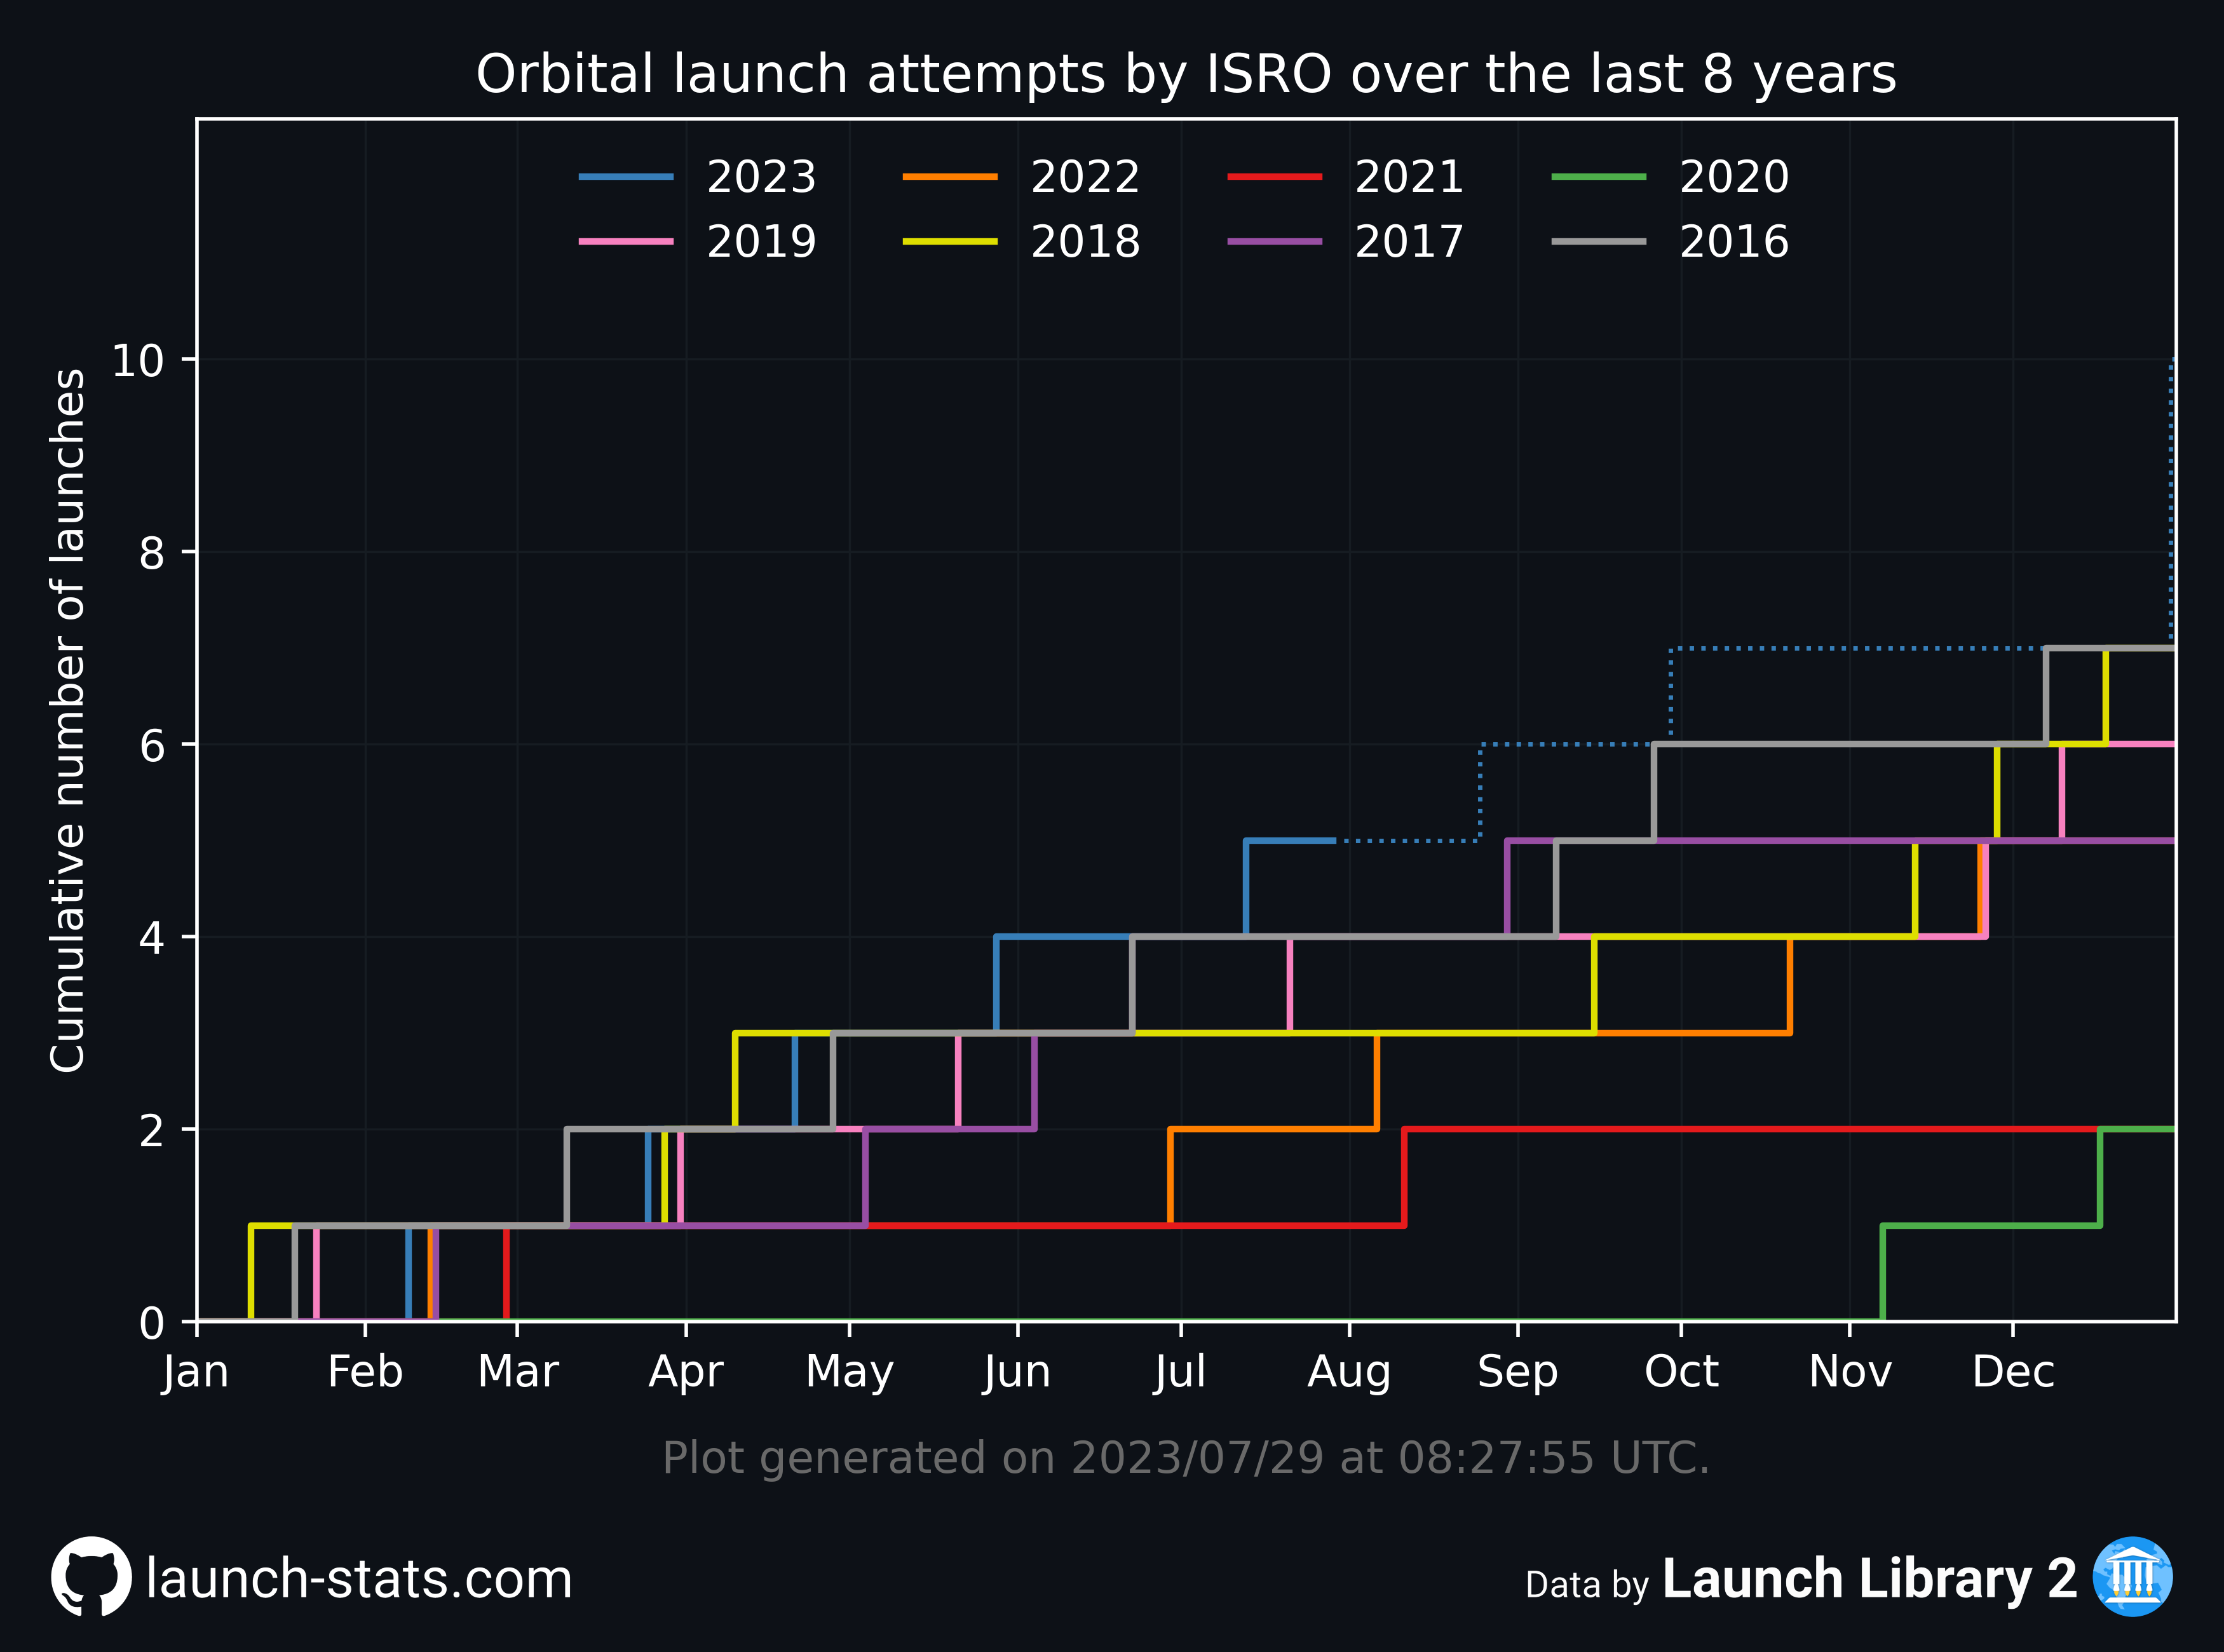 Orbital launch attempts by ISRO over the last 8 years
2023 2022 2021 2020
2019 2018 2017 2016
Cumulative number of launches
10
8
6
4
2
0
Jan Feb Mar Apr May Jun Jul Aug Sep Oct Nov Dec
Plot generated on 2023/07/29 at 08:27:55 UTC.
launch-stats.com
Data by Launch Library 2